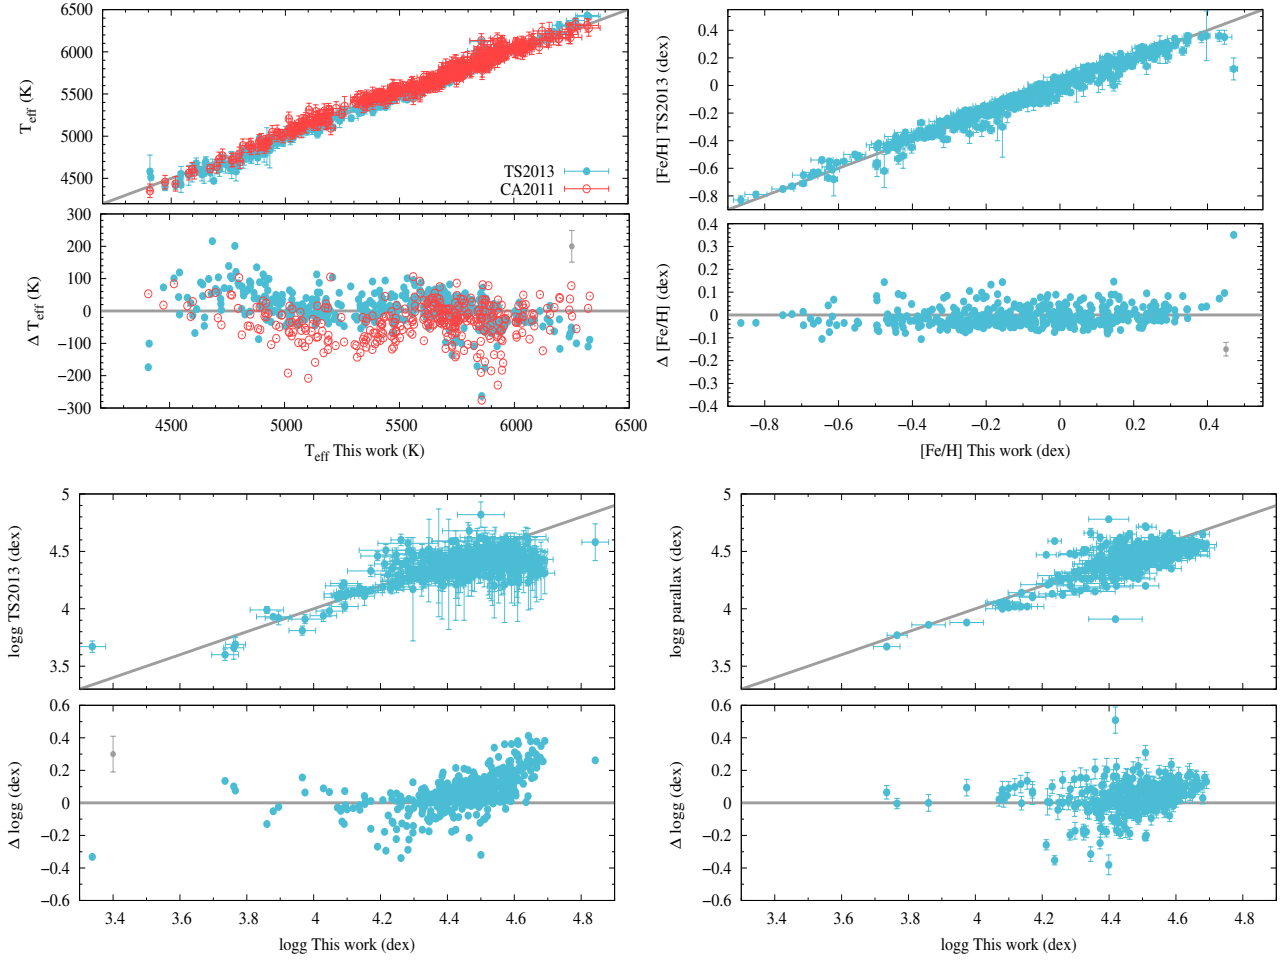 6500
6000
5500
5000
4500
T_eff (K)
TS2013
CA2011
300
200
100
0
−100
−200
−300
Δ T_eff (K)
4500 5000 5500 6000 6500
T_eff This work (K)
0.4
0.2
0
−0.2
−0.4
−0.6
−0.8
[Fe/H] TS2013 (dex)
0.4
0.3
0.2
0.1
0
−0.1
−0.2
−0.3
−0.4
Δ [Fe/H] (dex)
−0.8 −0.6 −0.4 −0.2 0 0.2 0.4
[Fe/H] This work (dex)
5
4.5
4
3.5
logg TS2013 (dex)
0.6
0.4
0.2
0
−0.2
−0.4
−0.6
Δ logg (dex)
3.4 3.6 3.8 4 4.2 4.4 4.6 4.8
logg This work (dex)
5
4.5
4
3.5
logg parallax (dex)
0.6
0.4
0.2
0
−0.2
−0.4
−0.6
Δ logg (dex)
3.4 3.6 3.8 4 4.2 4.4 4.6 4.8
logg This work (dex)